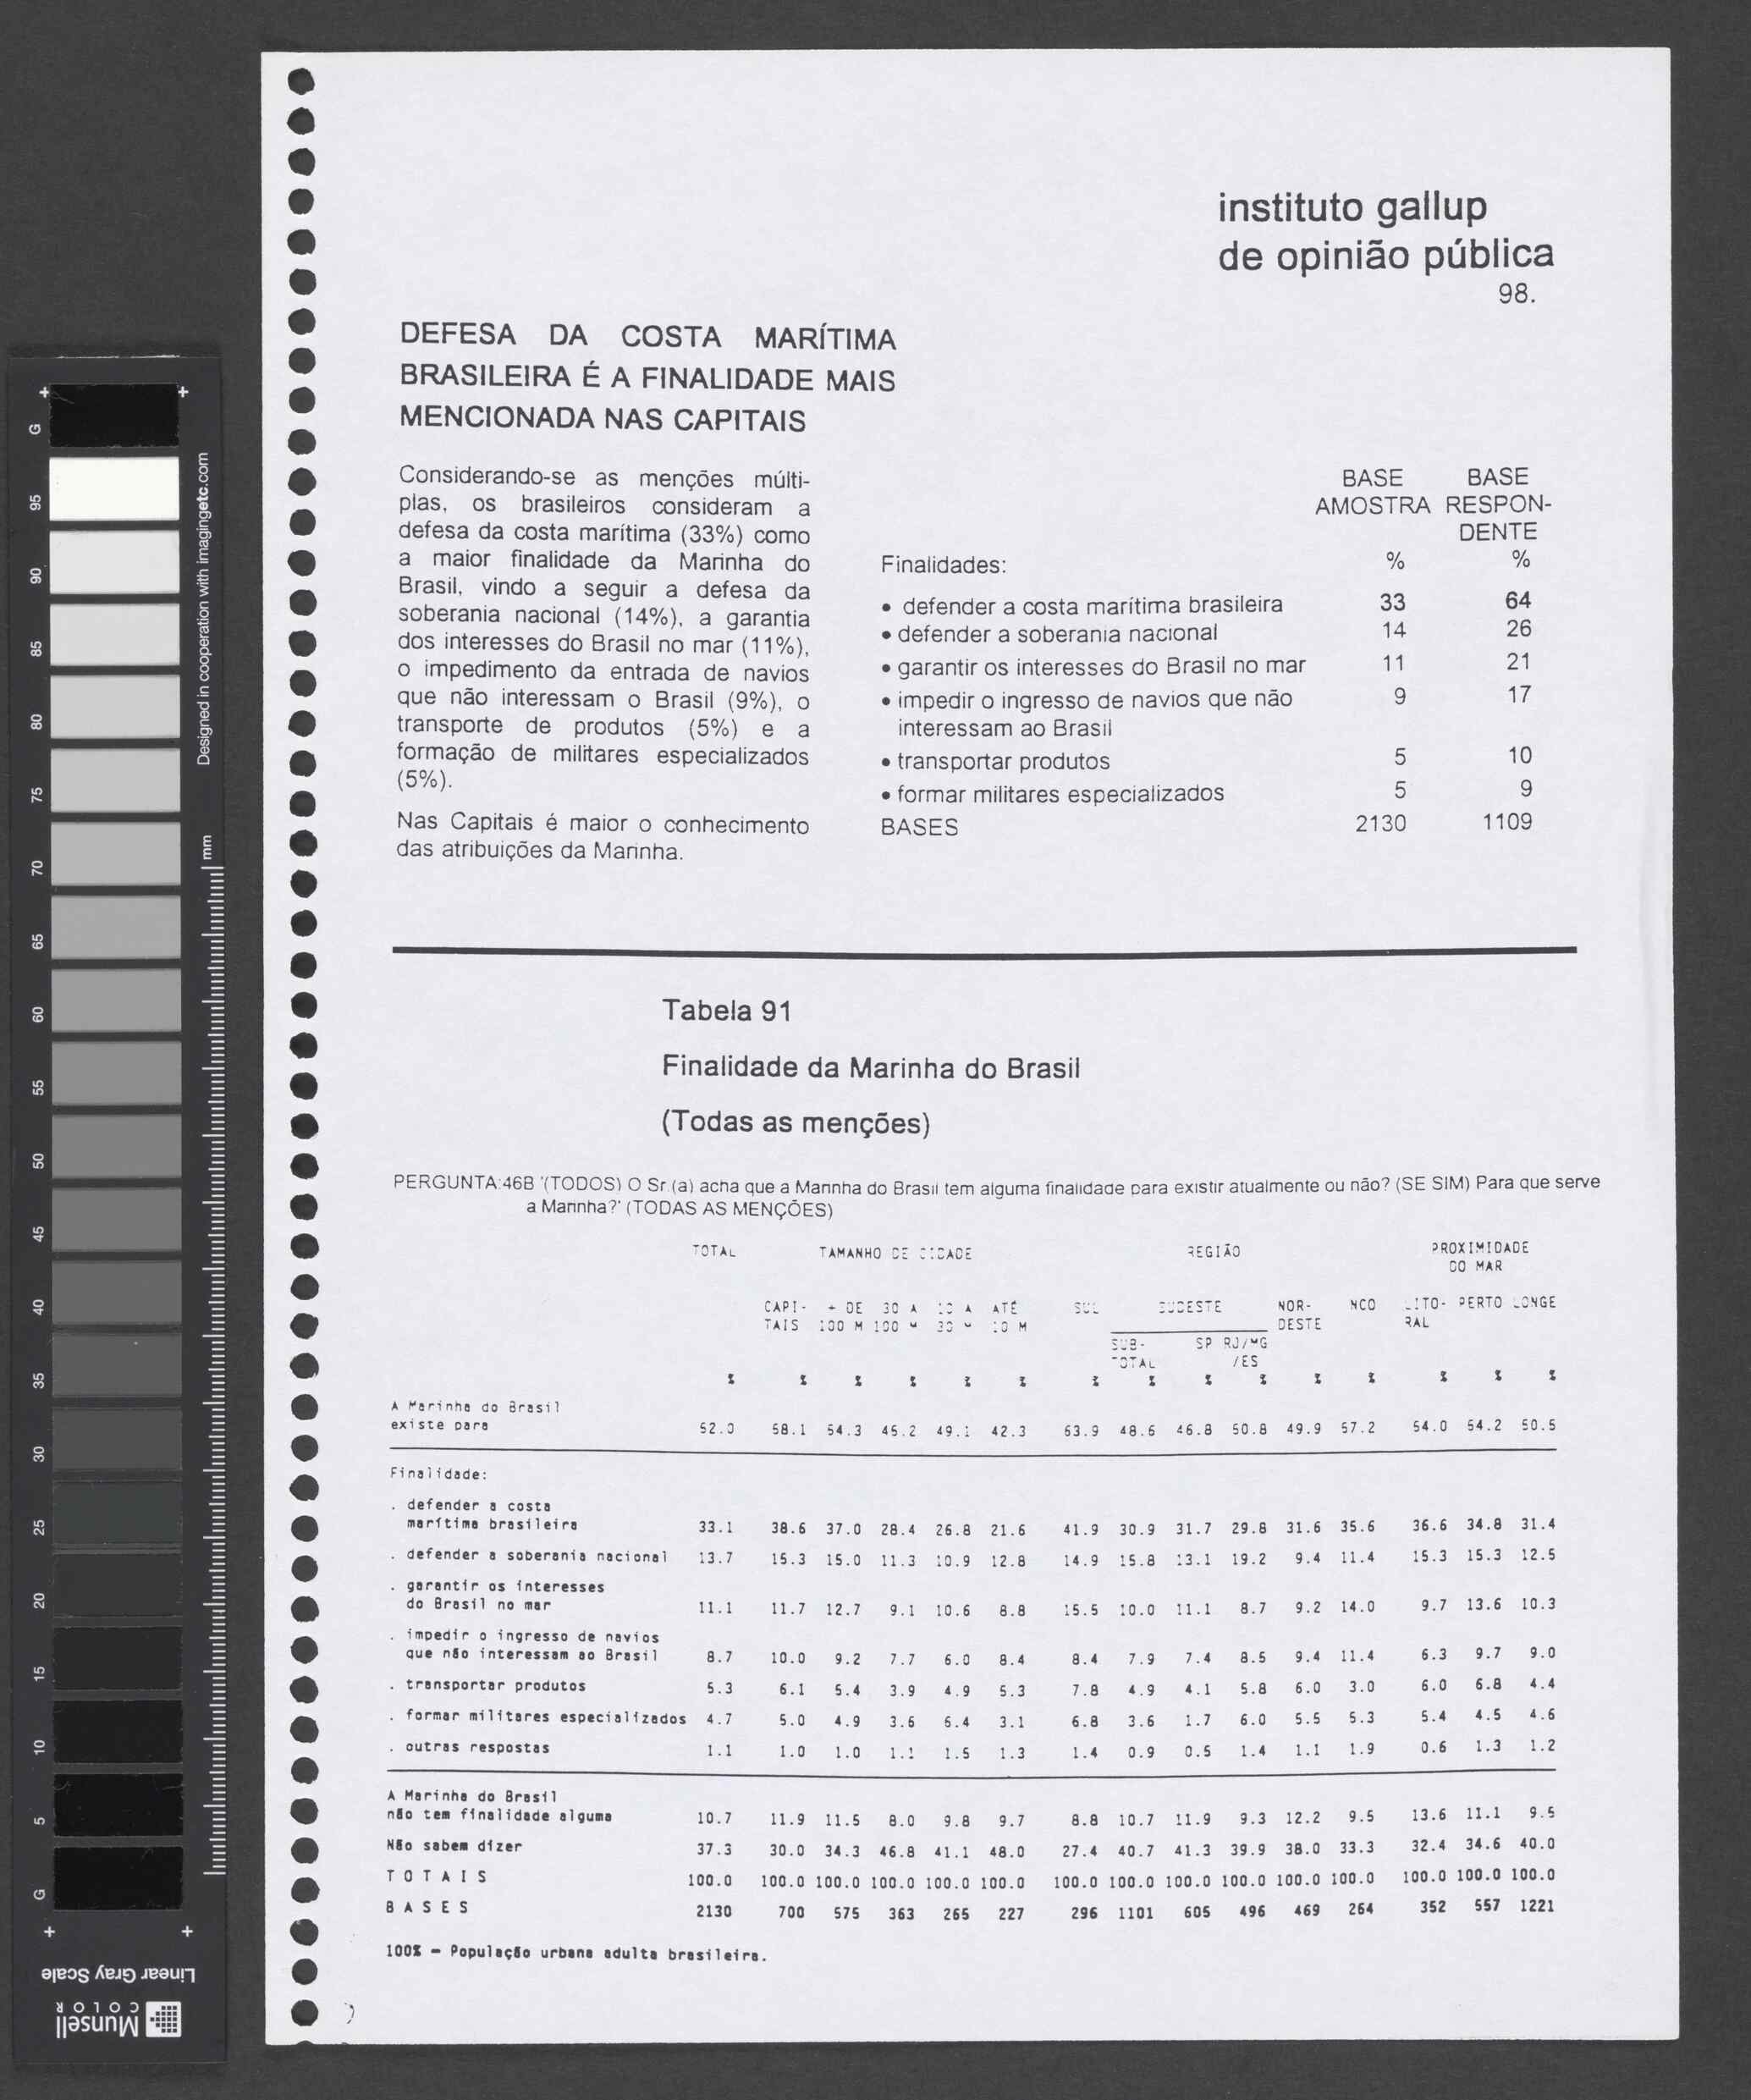 instituto gallup
de opinião pública
98.
DEFESA DA COSTA MARÍTIMA
BRASILEIRA É A FINALIDADE MAIS
MENCIONADA NAS CAPITAIS
Considerando-se as menções múlti-
plas, os brasileiros consideram a
defesa da costa marítima (33%) como
a maior finalidade da Marinha do
Brasil, vindo a seguir a defesa da
soberania nacional (14%), a garantia
dos interesses do Brasil no mar (11%),
o impedimento da entrada de navios
que não interessam o Brasil (9%), o
transporte de produtos (5%) e a
formação de militares especializados
(5%).
Nas Capitais é maior o conhecimento
das atribuições da Marinha.
BASE BASE
AMOSTRA RESPON-
DENTE
Finalidades: % %
• defender a costa marítima brasileira 33 64
• defender a soberania nacional 14 26
• garantir os interesses do Brasil no mar 11 21
• impedir o ingresso de navios que não 9 17
interessam ao Brasil
• transportar produtos 5 10
• formar militares especializados 5 9
BASES 2130 1109
Tabela 91
Finalidade da Marinha do Brasil
(Todas as menções)
PERGUNTA:46B '(TODOS) O Sr.(a) acha que a Marinha do Brasil tem alguma finalidade para existir atualmente ou não? (SE SIM) Para que serve
a Marinha?' (TODAS AS MENÇÕES)
TOTAL TAMANHO DE CIDADE REGIÃO PROXIMIDADE
DO MAR
CAPI- + DE 30 A 10 A ATÉ SUL SUDESTE NOR- NCO LITO- PERTO LONGE
TAIS 100 M 100 M 30 M 10 M DESTE RAL
SUB- SP RJ/MG
TOTAL /ES
% % % % % % % % % % % % % % %
A Marinha do Brasil
existe para 52.0 58.1 54.3 45.2 49.1 42.3 63.9 48.6 46.8 50.8 49.9 57.2 54.0 54.2 50.5
Finalidade:
. defender a costa
marítima brasileira 33.1 38.6 37.0 28.4 26.8 21.6 41.9 30.9 31.7 29.8 31.6 35.6 36.6 34.8 31.4
. defender a soberania nacional 13.7 15.3 15.0 11.3 10.9 12.8 14.9 15.8 13.1 19.2 9.4 11.4 15.3 15.3 12.5
. garantir os interesses
do Brasil no mar 11.1 11.7 12.7 9.1 10.6 8.8 15.5 10.0 11.1 8.7 9.2 14.0 9.7 13.6 10.3
. impedir o ingresso de navios
que não interessam ao Brasil 8.7 10.0 9.2 7.7 6.0 8.4 8.4 7.9 7.4 8.5 9.4 11.4 6.3 9.7 9.0
. transportar produtos 5.3 6.1 5.4 3.9 4.9 5.3 7.8 4.9 4.1 5.8 6.0 3.0 6.0 6.8 4.4
. formar militares especializados 4.7 5.0 4.9 3.6 6.4 3.1 6.8 3.6 1.7 6.0 5.5 5.3 5.4 4.5 4.6
. outras respostas 1.1 1.0 1.0 1.1 1.5 1.3 1.4 0.9 0.5 1.4 1.1 1.9 0.6 1.3 1.2
A Marinha do Brasil
não tem finalidade alguma 10.7 11.9 11.5 8.0 9.8 9.7 8.8 10.7 11.9 9.3 12.2 9.5 13.6 11.1 9.5
Não sabem dizer 37.3 30.0 34.3 46.8 41.1 48.0 27.4 40.7 41.3 39.9 38.0 33.3 32.4 34.6 40.0
T O T A I S 100.0 100.0 100.0 100.0 100.0 100.0 100.0 100.0 100.0 100.0 100.0 100.0 100.0 100.0 100.0
B A S E S 2130 700 575 363 265 227 296 1101 605 496 469 264 352 557 1221
100% = População urbana adulta brasileira.
G
95
90
85
80
75
70
65
60
55
50
45
40
35
30
25
20
15
10
5
G
Designed in cooperation with imagingetc.com
mm
Linear Gray Scale
Munsell
COLOR